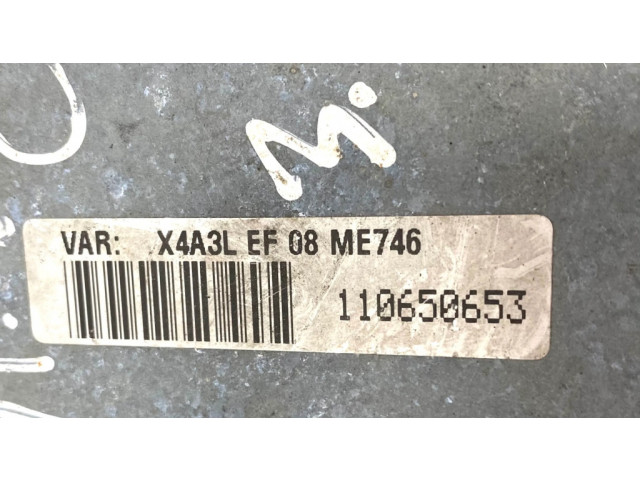 M.
VAR: X4A3L EF 08 ME746
110650653